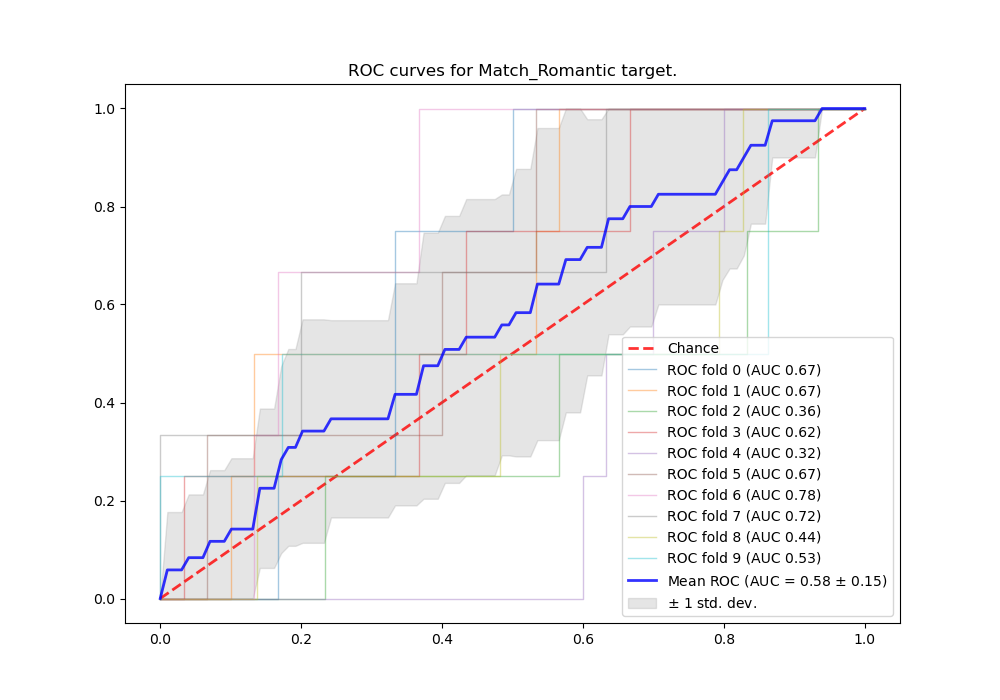 ROC curves for Match_Romantic target.
1.0
0.8
0.6
0.4
0.2
0.0
0.0 0.2 0.4 0.6 0.8 1.0
Chance
ROC fold 0 (AUC 0.67)
ROC fold 1 (AUC 0.67)
ROC fold 2 (AUC 0.36)
ROC fold 3 (AUC 0.62)
ROC fold 4 (AUC 0.32)
ROC fold 5 (AUC 0.67)
ROC fold 6 (AUC 0.78)
ROC fold 7 (AUC 0.72)
ROC fold 8 (AUC 0.44)
ROC fold 9 (AUC 0.53)
Mean ROC (AUC = 0.58 ± 0.15)
± 1 std. dev.